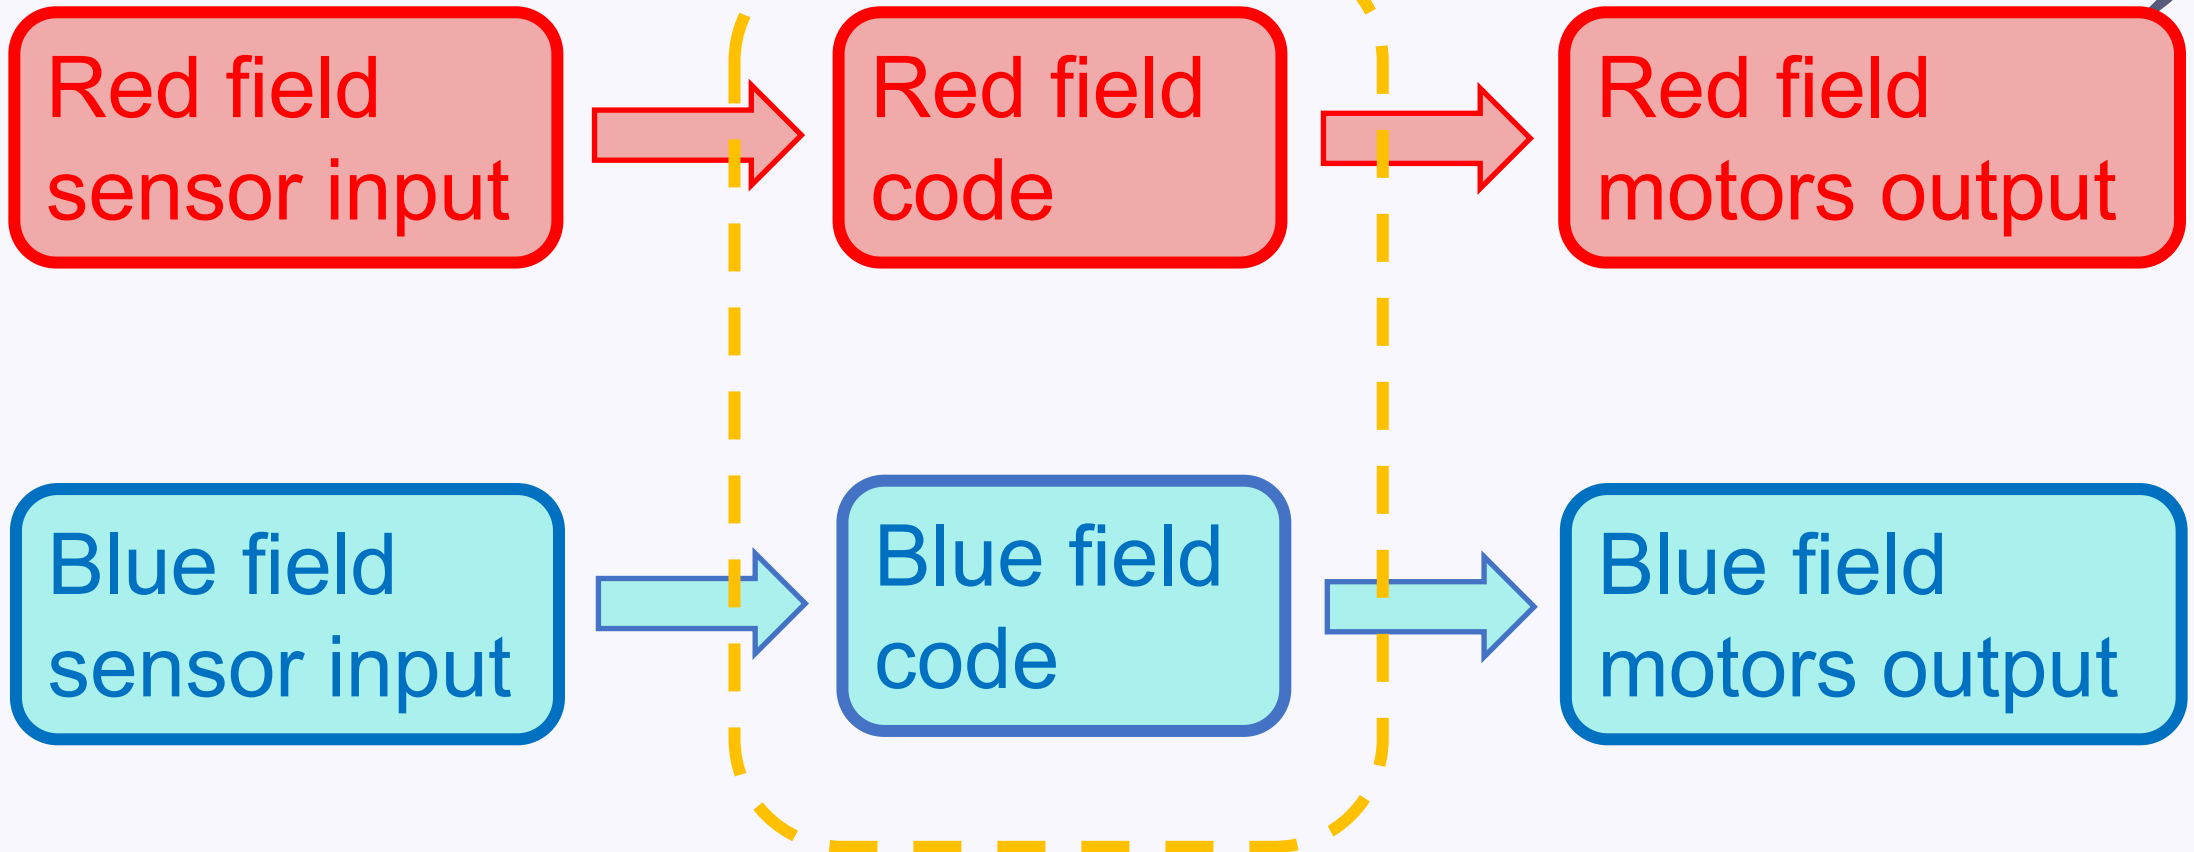 Red field
sensor input
Red field
code
Red field
motors output
Blue field
sensor input
Blue field
code
Blue field
motors output